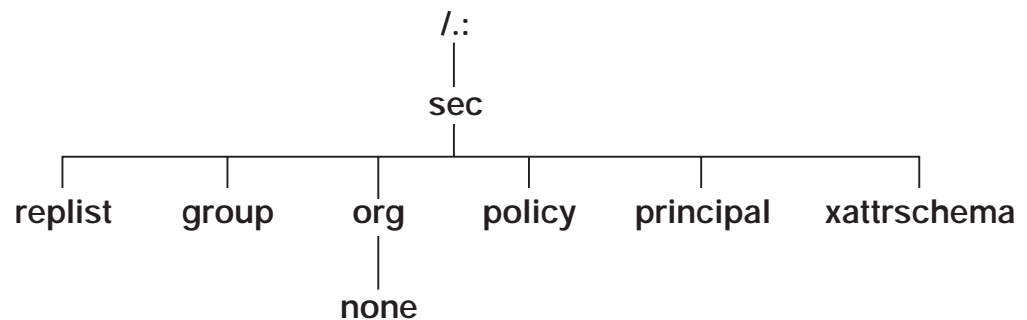 /.:
sec
replist group org policy principal xattrschema
none